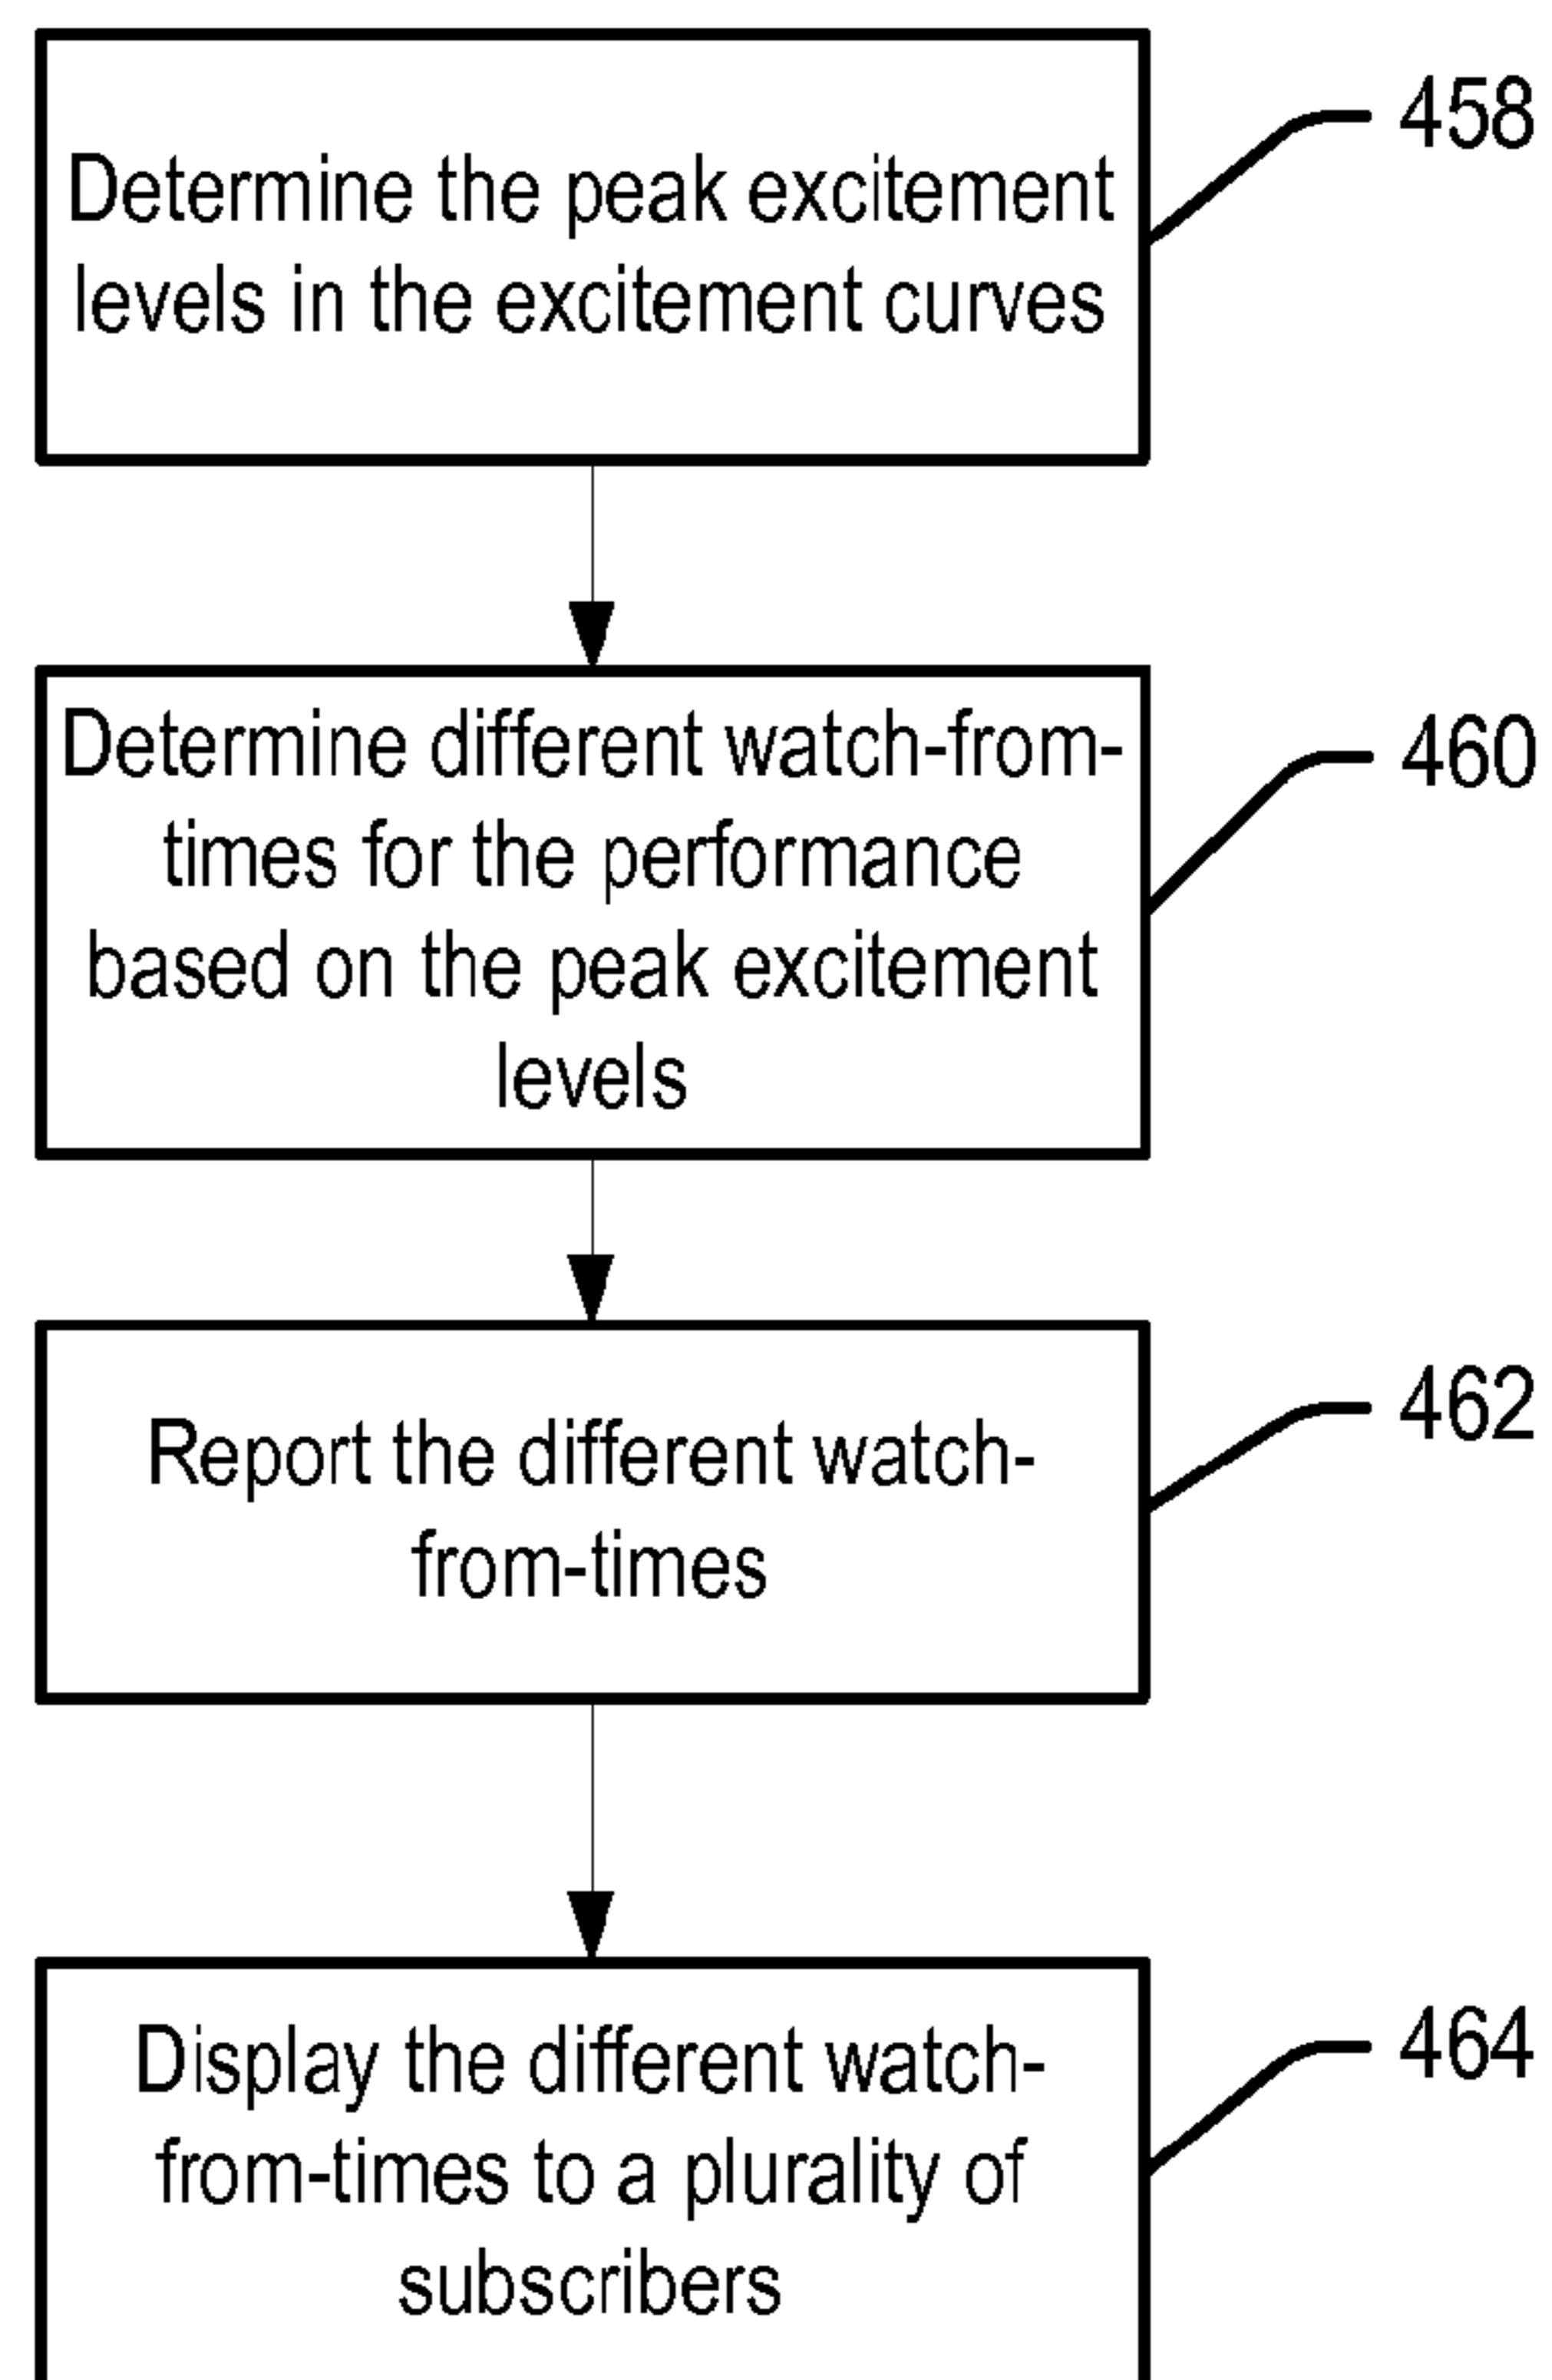 458
Determine the peak excitement
levels in the excitement curves
460
Determine different watch-from-
times for the performance
based on the peak excitement
levels
462
Report the different watch-
from-times
464
Display the different watch-
from-times to a plurality of
subscribers